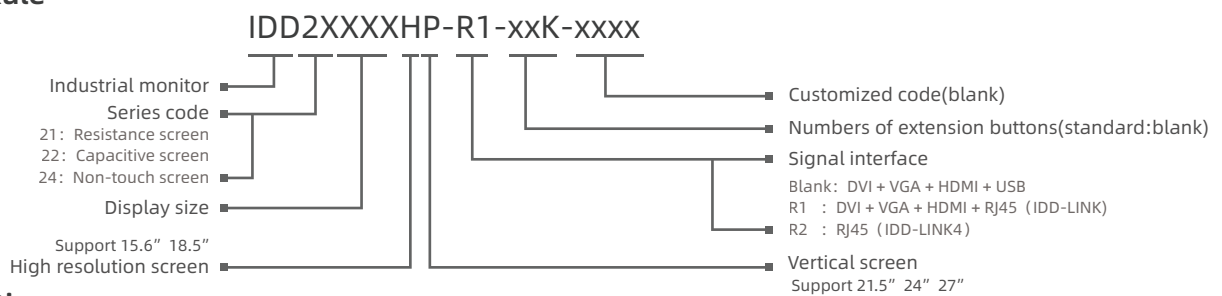 IDD2XXXXHP-R1-xxK-xxxx
Industrial monitor
Series code
21: Resistance screen
22: Capacitive screen
24: Non-touch screen
Display size
Support 15.6" 18.5"
High resolution screen
Customized code(blank)
Numbers of extension buttons(standard:blank)
Signal interface
Blank: DVI + VGA + HDMI + USB
R1 : DVI + VGA + HDMI + RJ45 (IDD-LINK)
R2 : RJ45 (IDD-LINK4)
Vertical screen
Support 21.5" 24" 27"